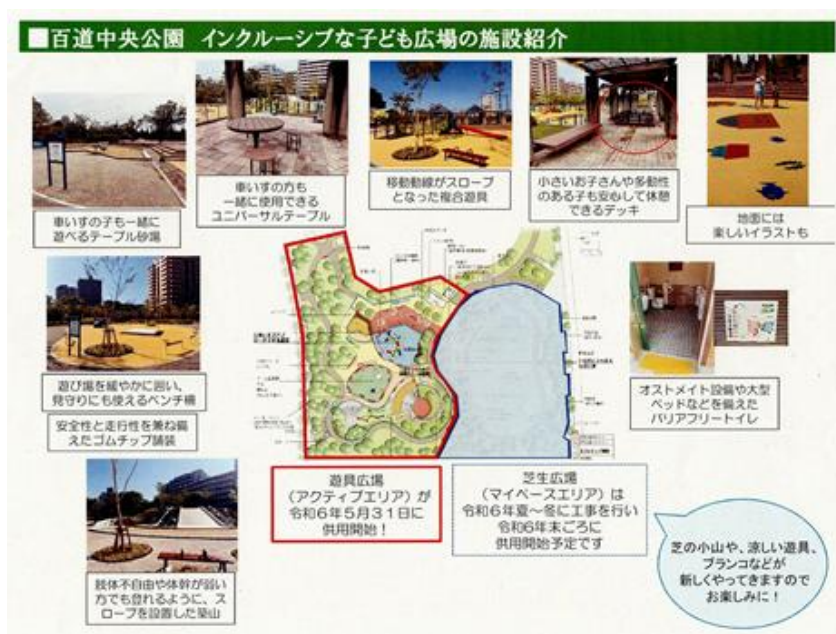 ■百道中央公園 インクルーシブな子ども広場の施設紹介
車いすの子も一緒に
遊べるテーブル砂場
車いすの方も
一緒に使用できる
ユニバーサルテーブル
移動動線がスロープ
となった複合遊具
小さいお子さんや多動性
のある子も安心して休憩
できるデッキ
地面には
楽しいイラストも
遊び場を緩やかに囲い、
見守りにも使えるベンチ柵
安全性と走行性を兼ね備
えたゴムチップ舗装
オストメイト設備や大型
ベッドなどを備えた
バリアフリートイレ
肢体不自由や体幹が弱い
方でも登れるように、ス
ロープを設置した築山
遊具広場
(アクティブエリア)が
令和6年5月31日に
供用開始!
芝生広場
(マイペースエリア)は
令和6年夏~冬に工事を行い
令和6年末ごろに
供用開始予定です
芝の小山や、涼しい遊具、
ブランコなどが
新しくやってきますので
お楽しみに!